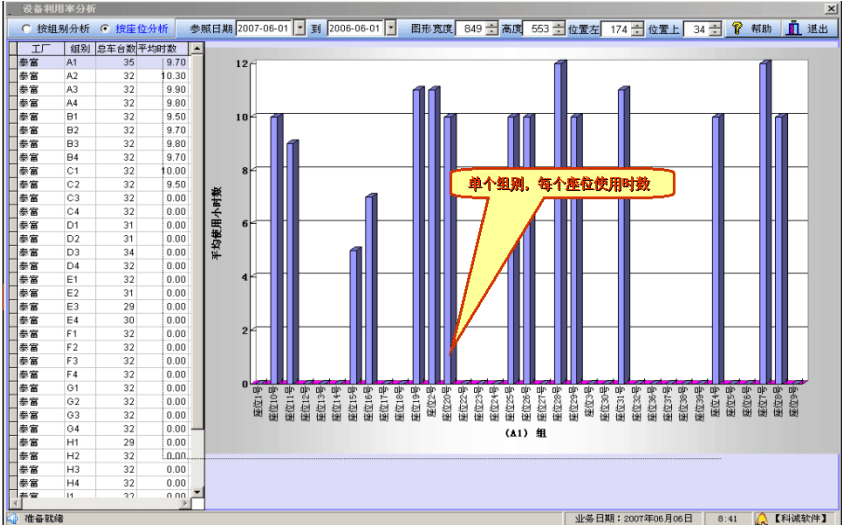 设备利用率分析
按组别分析 按座位分析 参照日期 2007-06-01 到 2006-06-01 图形宽度 849 高度 553 位置左 174 位置上 34 帮助 退出
工厂 组别 总车台数 平均时数
泰富 A1 35 9.70
泰富 A2 32 10.30
泰富 A3 32 9.90
泰富 A4 32 9.80
泰富 B1 32 9.50
泰富 B2 32 9.70
泰富 B3 32 9.80
泰富 B4 32 9.70
泰富 C1 32 10.00
泰富 C2 32 9.50
泰富 C3 32 0.00
泰富 C4 32 0.00
泰富 D1 31 0.00
泰富 D2 31 0.00
泰富 D3 34 0.00
泰富 D4 32 0.00
泰富 E1 32 0.00
泰富 E2 31 0.00
泰富 E3 29 0.00
泰富 E4 30 0.00
泰富 F1 32 0.00
泰富 F2 32 0.00
泰富 F3 32 0.00
泰富 F4 32 0.00
泰富 G1 32 0.00
泰富 G2 32 0.00
泰富 G3 32 0.00
泰富 G4 32 0.00
泰富 H1 29 0.00
泰富 H2 32 0.00
泰富 H3 32 0.00
泰富 H4 32 0.00
泰富 I1 32 0.00
平均使用小时数
12
10
8
6
4
2
0
单个组别，每个座位使用时数
座位1号 座位10号 座位11号 座位12号 座位13号 座位14号 座位15号 座位16号 座位17号 座位18号 座位19号 座位2号 座位20号 座位22号 座位23号 座位24号 座位25号 座位26号 座位27号 座位28号 座位29号 座位3号 座位30号 座位31号 座位32号 座位36号 座位37号 座位38号 座位39号 座位4号 座位5号 座位6号 座位7号 座位8号 座位9号
(A1) 组
准备就绪 业务日期：2007年06月06日 8:41 【科诚软件】